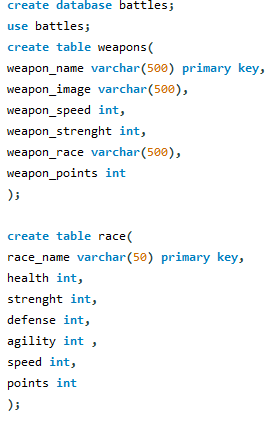 create database battles;
use battles;
create table weapons(
weapon_name varchar(500) primary key,
weapon_image varchar(500),
weapon_speed int,
weapon_strenght int,
weapon_race varchar(500),
weapon_points int
);
create table race(
race_name varchar(50) primary key,
health int,
strenght int,
defense int,
agility int ,
speed int,
points int
);